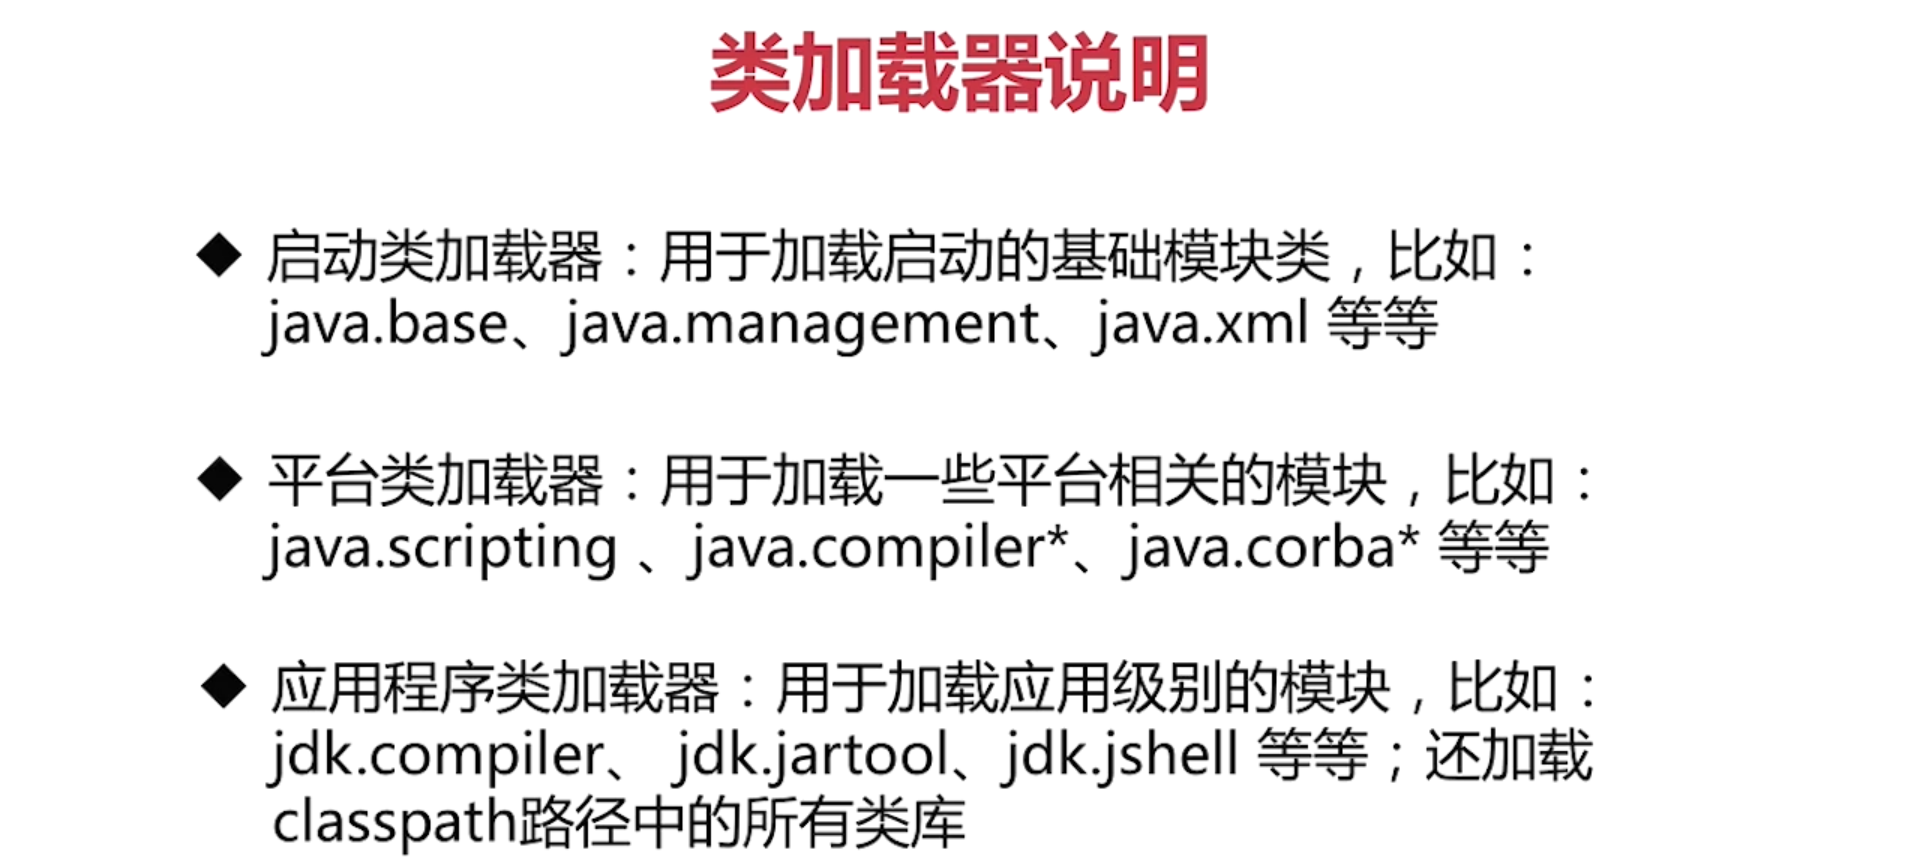 类加载器说明
◆ 启动类加载器：用于加载启动的基础模块类，比如：
java.base、java.management、java.xml 等等
◆ 平台类加载器：用于加载一些平台相关的模块，比如：
java.scripting 、java.compiler*、java.corba* 等等
◆ 应用程序类加载器：用于加载应用级别的模块，比如：
jdk.compiler、 jdk.jartool、jdk.jshell 等等；还加载
classpath路径中的所有类库